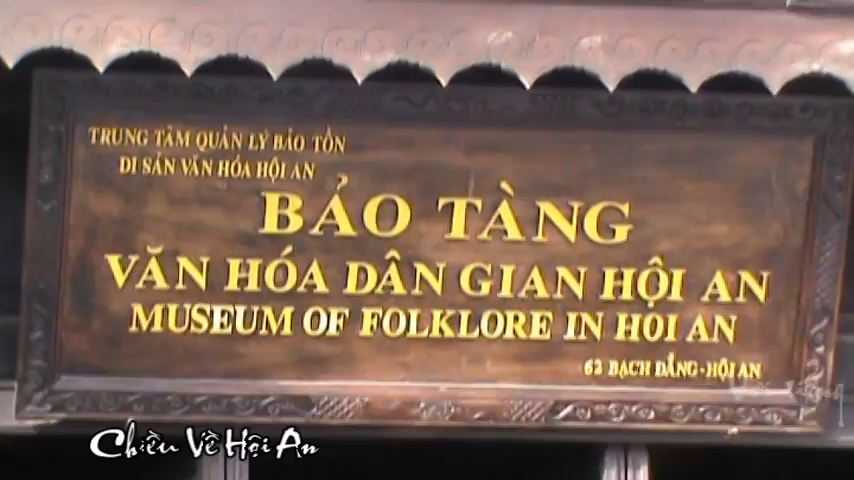 TRUNG TÂM QUẢN LÝ BẢO TỒN
DI SẢN VĂN HÓA HỘI AN
BẢO TÀNG
VĂN HÓA DÂN GIAN HỘI AN
MUSEUM OF FOLKLORE IN HOI AN
62 BẠCH ĐẰNG - HỘI AN
Chiều Về Hội An